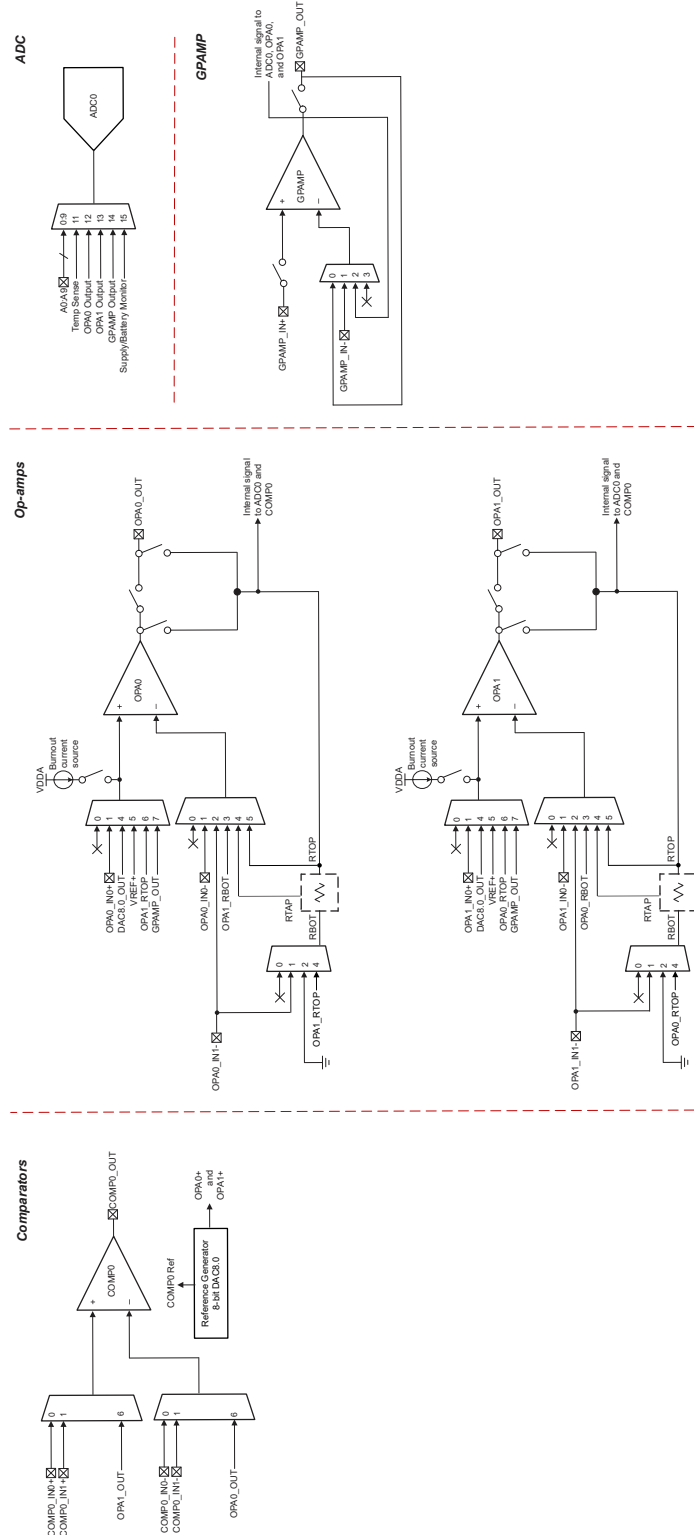 Comparators
COMP0_IN0+
COMP0_IN1+
OPA1_OUT
0
1
6
COMP0_IN0-
COMP0_IN1-
OPA0_OUT
0
1
6
+
–
COMP0
COMP0_OUT
COMP0 Ref
Reference Generator
8-bit DAC8.0
OPA0+
and
OPA1+
Op-amps
VDDA
Burnout
current
source
OPA0_IN0+
DAC8.0_OUT
VREF+
OPA1_RTOP
GPAMP_OUT
0
1
4
5
6
7
OPA0_IN0-
OPA1_RBOT
0
1
2
3
4
5
OPA0_IN1-
OPA1_RTOP
0
1
2
4
RBOT
RTAP
RTOP
+
–
OPA0
OPA0_OUT
Internal signal
to ADC0 and
COMP0
VDDA
Burnout
current
source
OPA1_IN0+
DAC8.0_OUT
VREF+
OPA0_RTOP
GPAMP_OUT
0
1
4
5
6
7
OPA1_IN0-
OPA0_RBOT
0
1
2
3
4
5
OPA1_IN1-
OPA0_RTOP
0
1
2
4
RBOT
RTAP
RTOP
+
–
OPA1
OPA1_OUT
Internal signal
to ADC0 and
COMP0
ADC
A0:A9
Temp Sense
OPA0 Output
OPA1 Output
GPAMP Output
Supply/Battery Monitor
0:9
11
12
13
14
15
ADC0
GPAMP
GPAMP_IN+
GPAMP_IN-
0
1
2
3
+
–
GPAMP
Internal signal to
ADC0, OPA0,
and OPA1
GPAMP_OUT